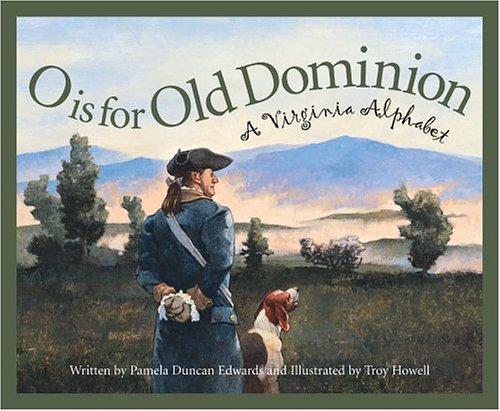 O is for Old Dominion
A Virginia Alphabet
Written by Pamela Duncan Edwards and Illustrated by Troy Howell